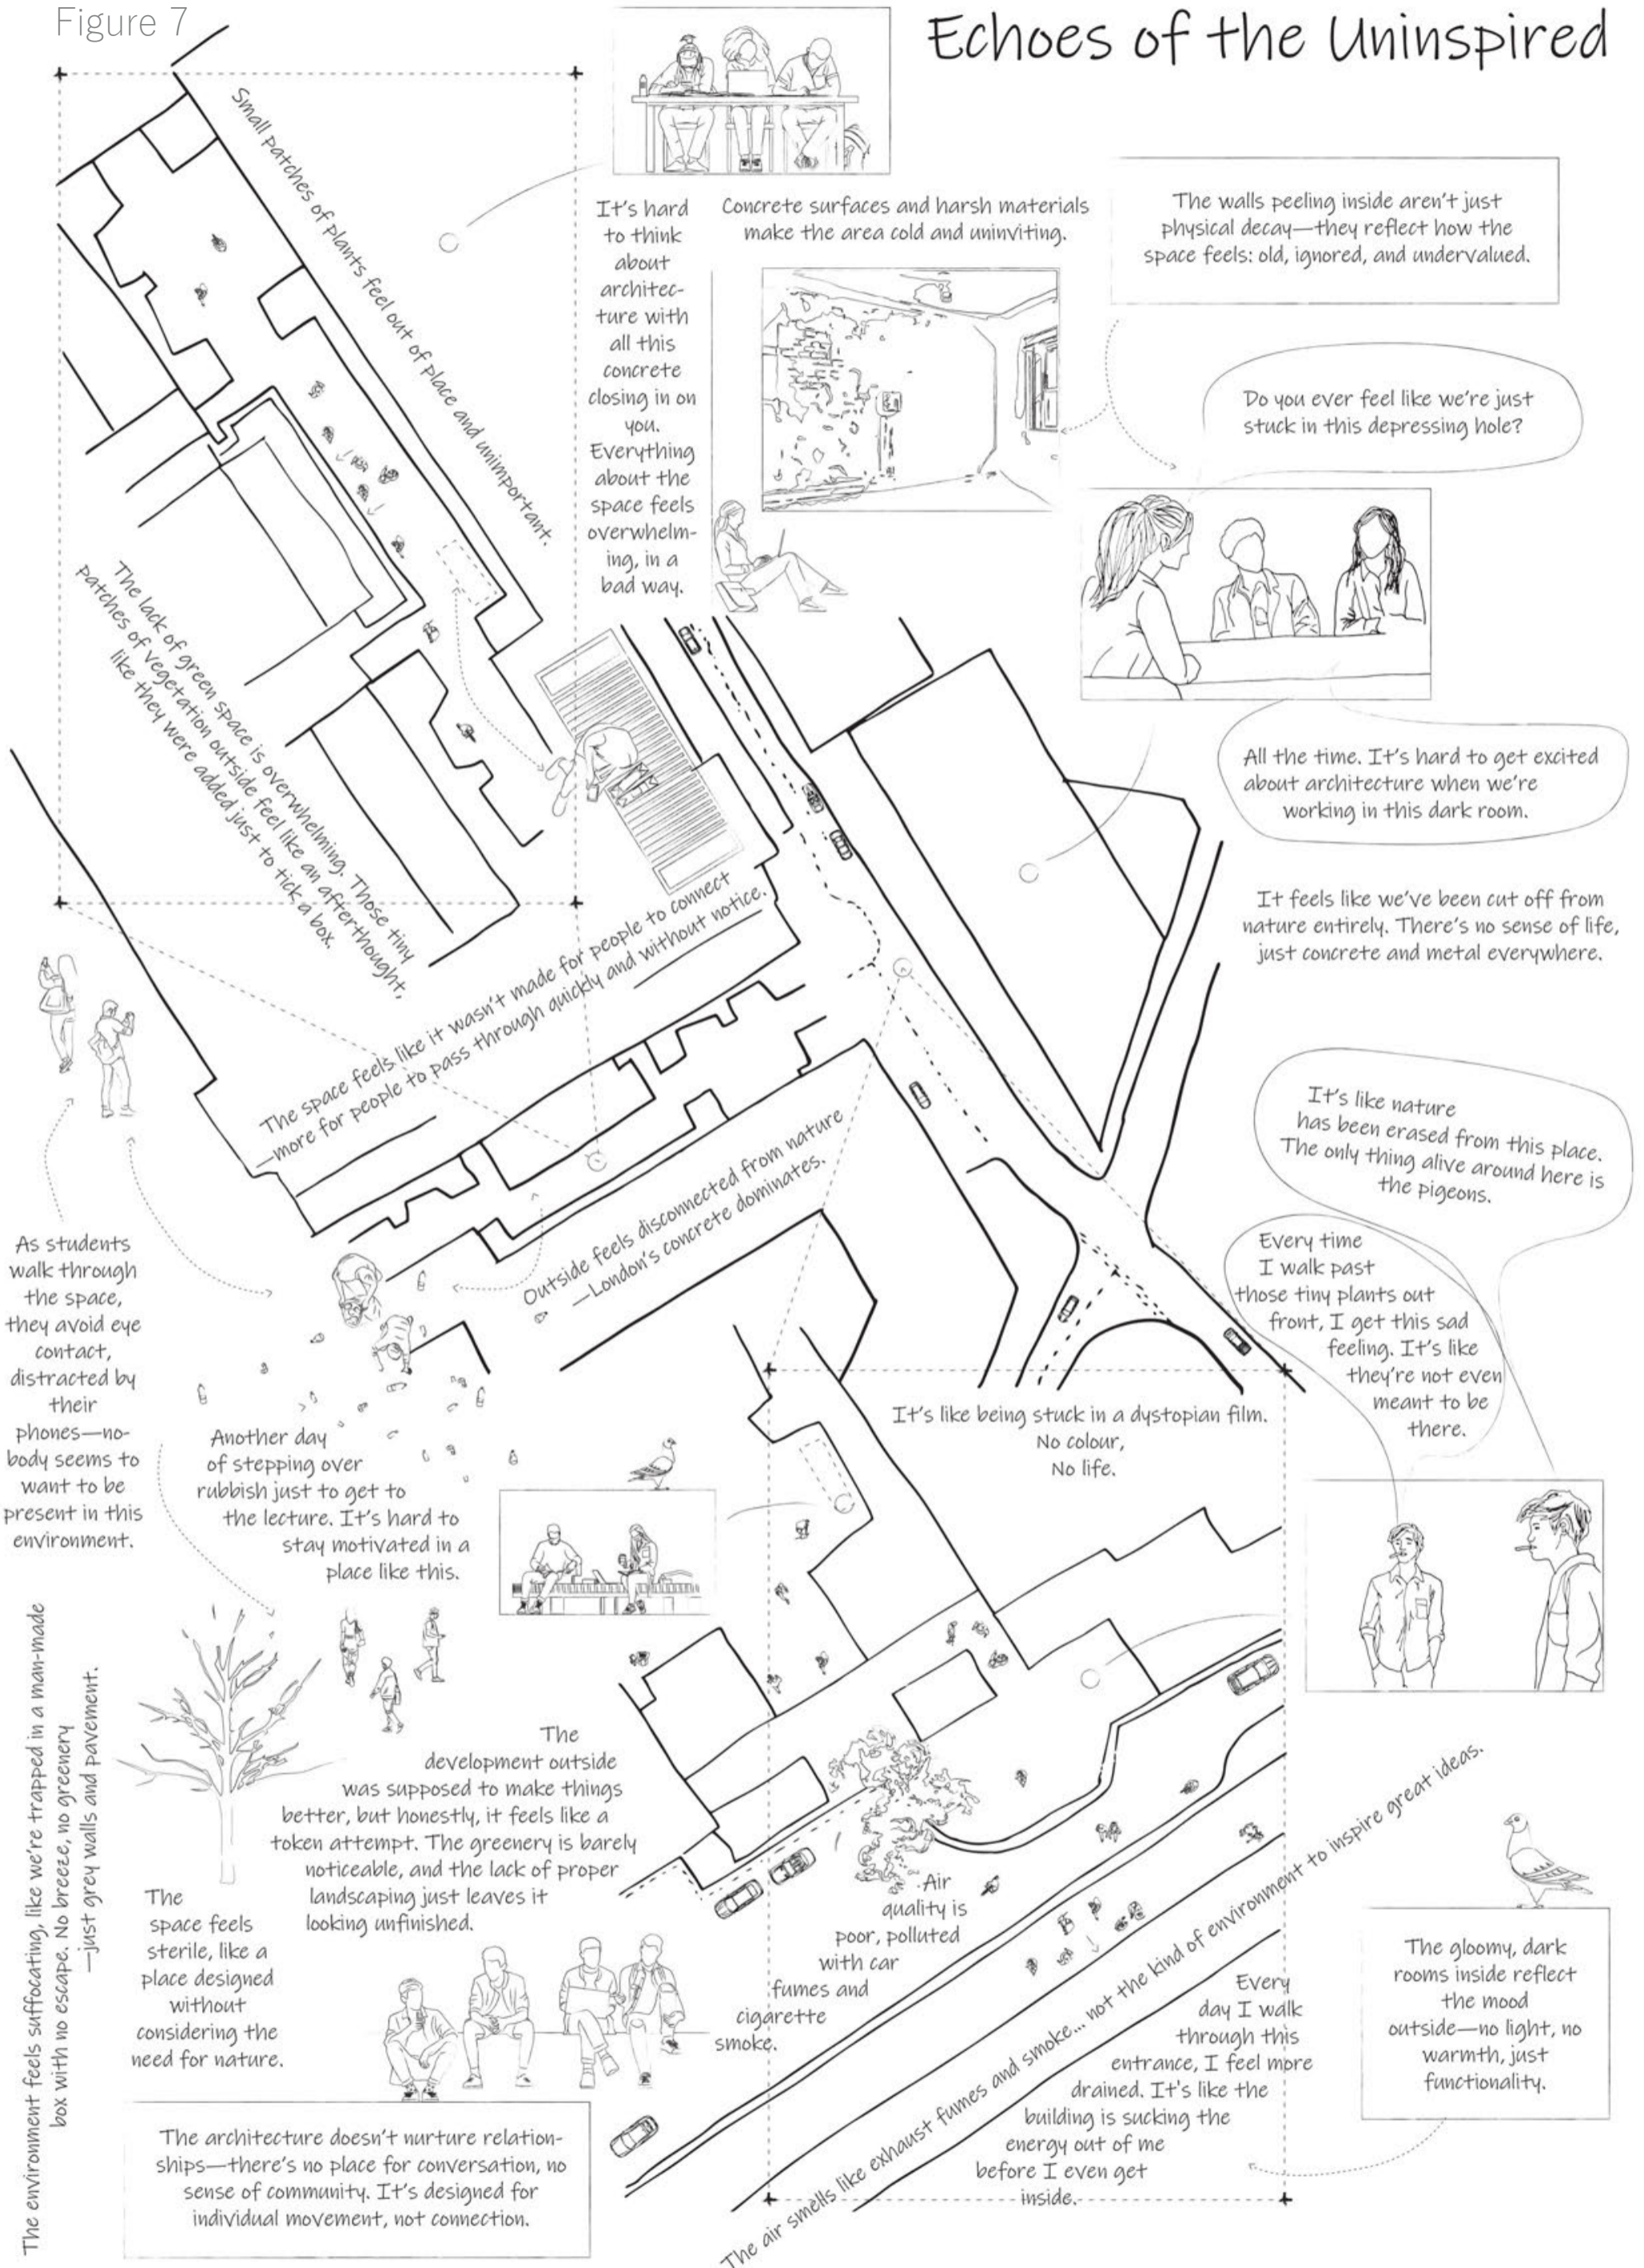 Figure 7
Echoes of the Uninspired
Small patches of plants feel out of place and unimportant.
It's hard
to think
about
architec-
ture with
all this
concrete
closing in on
you.
Everything
about the
space feels
overwhelm-
ing, in a
bad way.
Concrete surfaces and harsh materials
make the area cold and uninviting.
The walls peeling inside aren't just
physical decay—they reflect how the
space feels: old, ignored, and undervalued.
Do you ever feel like we're just
stuck in this depressing hole?
All the time. It's hard to get excited
about architecture when we're
working in this dark room.
It feels like we've been cut off from
nature entirely. There's no sense of life,
just concrete and metal everywhere.
The lack of green space is overwhelming. Those tiny
patches of vegetation outside feel like an afterthought,
like they were added just to tick a box.
The space feels like it wasn't made for people to connect
—more for people to pass through quickly and without notice.
Outside feels disconnected from nature
—London's concrete dominates.
It's like nature
has been erased from this place.
The only thing alive around here is
the pigeons.
Every time
I walk past
those tiny plants out
front, I get this sad
feeling. It's like
they're not even
meant to be
there.
As students
walk through
the space,
they avoid eye
contact,
distracted by
their
phones—no-
body seems to
want to be
present in this
environment.
Another day
of stepping over
rubbish just to get to
the lecture. It's hard to
stay motivated in a
place like this.
It's like being stuck in a dystopian film.
No colour,
No life.
The environment feels suffocating, like we're trapped in a man-made
box with no escape. No breeze, no greenery
—just grey walls and pavement.
The
development outside
was supposed to make things
better, but honestly, it feels like a
token attempt. The greenery is barely
noticeable, and the lack of proper
landscaping just leaves it
looking unfinished.
The
space feels
sterile, like a
place designed
without
considering the
need for nature.
Air
quality is
poor, polluted
with car
fumes and
cigarette
smoke.
The air smells like exhaust fumes and smoke... not the kind of environment to inspire great ideas.
Every
day I walk
through this
entrance, I feel more
drained. It's like the
building is sucking the
energy out of me
before I even get
inside.
The gloomy, dark
rooms inside reflect
the mood
outside—no light, no
warmth, just
functionality.
The architecture doesn't nurture relation-
ships—there's no place for conversation, no
sense of community. It's designed for
individual movement, not connection.